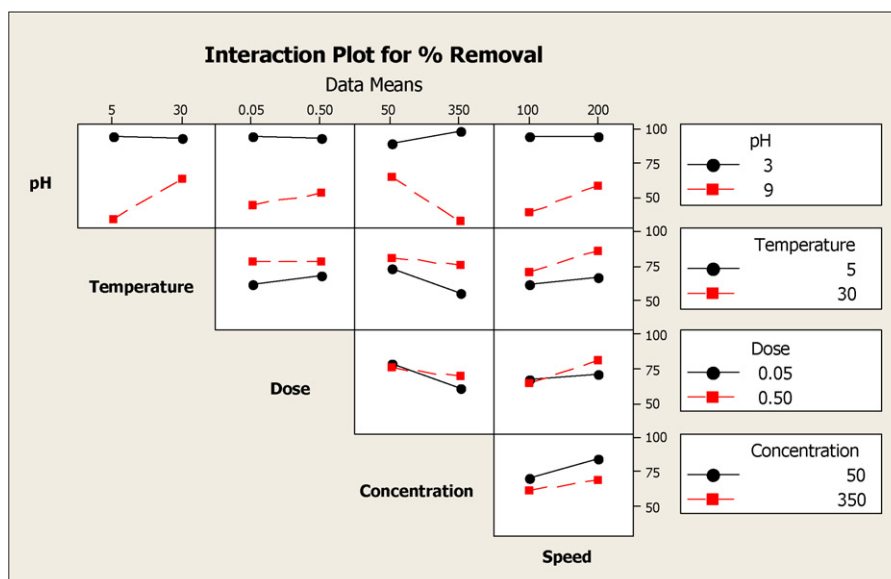 Interaction Plot for % Removal
Data Means
5 30 0.05 0.50 50 350 100 200
pH
100
75
50
pH
3
9
Temperature
100
75
50
Temperature
5
30
Dose
100
75
50
Dose
0.05
0.50
Concentration
100
75
50
Concentration
50
350
Speed